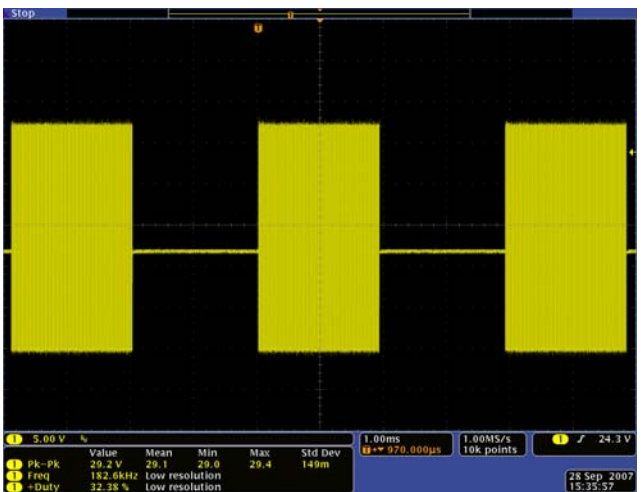 Stop
1 5.00 V
Value Mean Min Max Std Dev
1 Pk-Pk 29.2 V 29.1 29.0 29.4 149m
1 Freq 182.6kHz Low resolution
1 +Duty 32.38 % Low resolution
1.00ms
970.000µs
1.00MS/s
10k points
1 24.3 V
28 Sep 2007
15:35:57